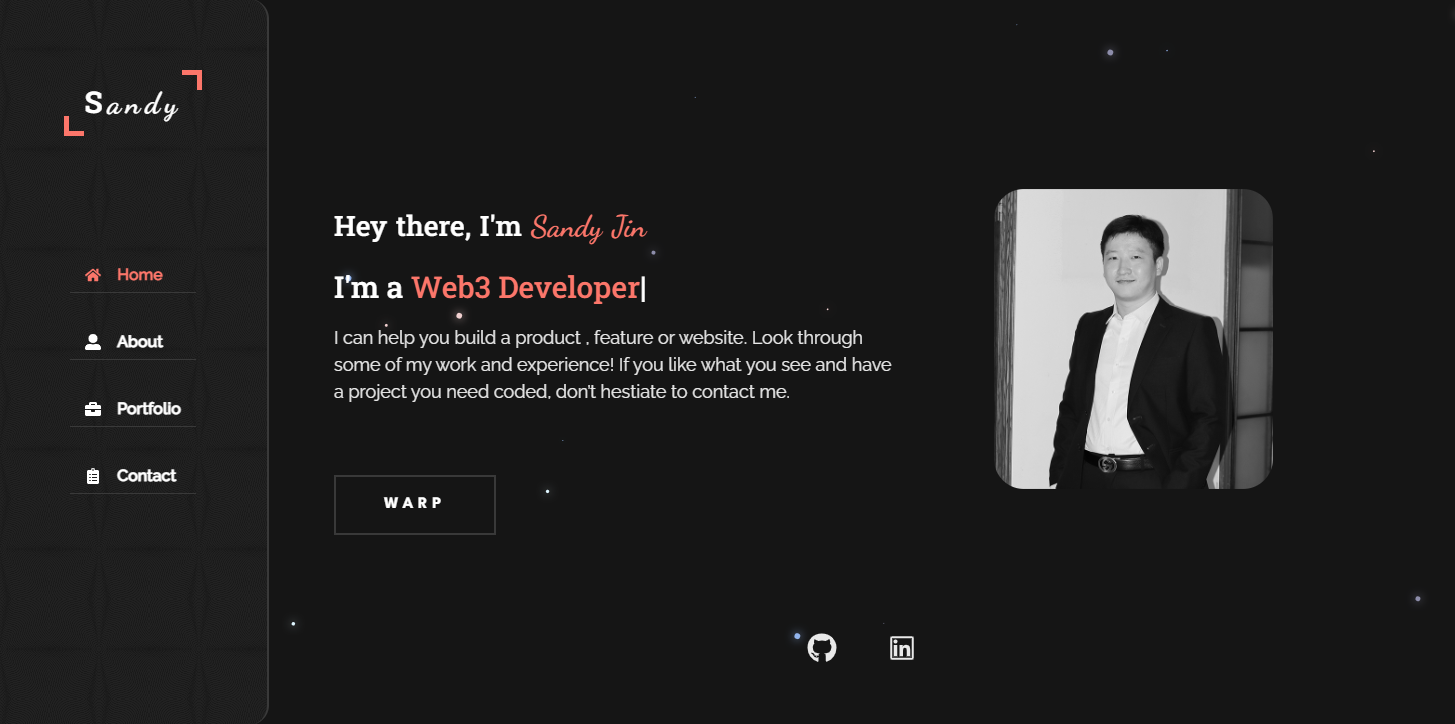 Sandy
Home
About
Portfolio
Contact
Hey there, I'm Sandy Jin
I'm a Web3 Developer|
I can help you build a product , feature or website. Look through
some of my work and experience! If you like what you see and have
a project you need coded, don't hestiate to contact me.
WARP
in